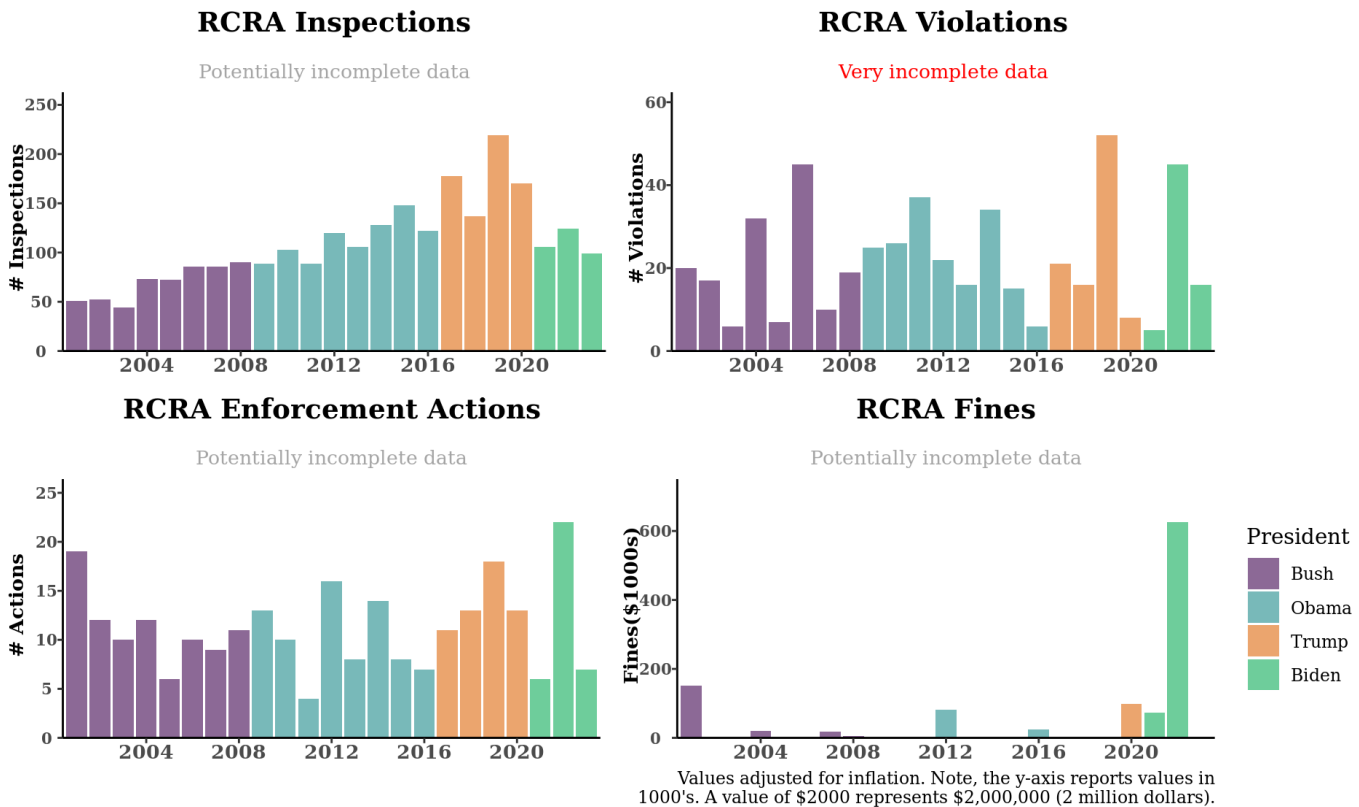 RCRA Inspections
Potentially incomplete data
# Inspections
250
200
150
100
50
0
2004 2008 2012 2016 2020
RCRA Violations
Very incomplete data
# Violations
60
40
20
0
2004 2008 2012 2016 2020
RCRA Enforcement Actions
Potentially incomplete data
# Actions
25
20
15
10
5
0
2004 2008 2012 2016 2020
RCRA Fines
Potentially incomplete data
Fines($1000s)
600
400
200
0
2004 2008 2012 2016 2020
Values adjusted for inflation. Note, the y-axis reports values in
1000's. A value of $2000 represents $2,000,000 (2 million dollars).
President
Bush
Obama
Trump
Biden